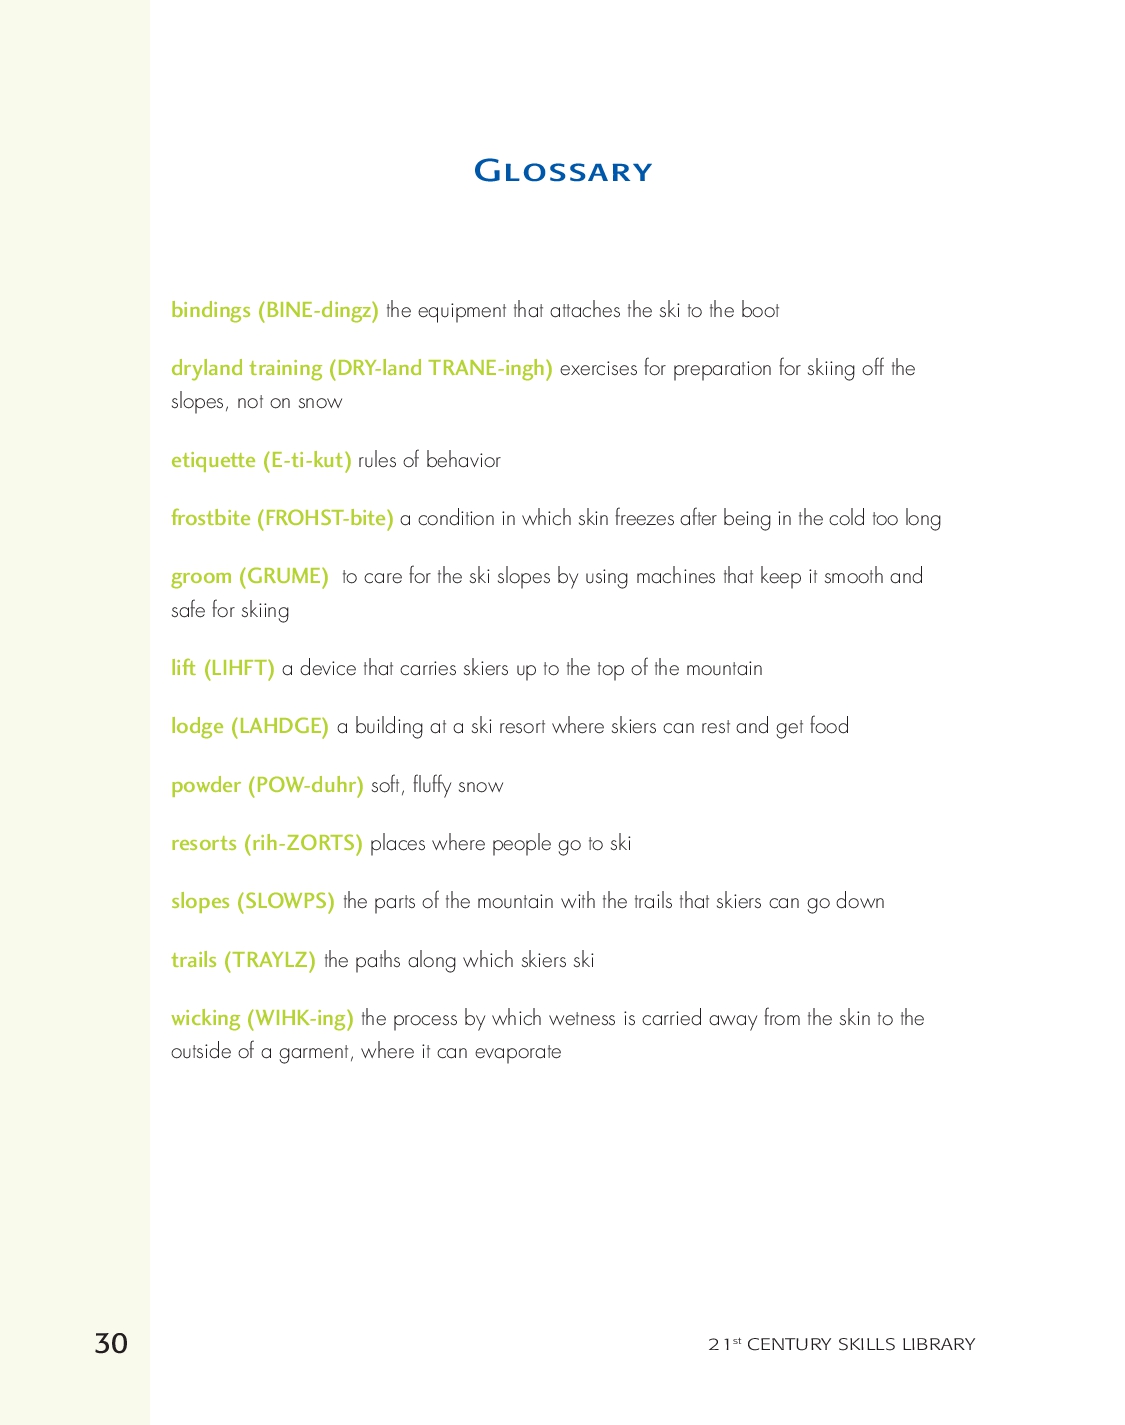 Glossary
bindings (BINE-dingz) the equipment that attaches the ski to the boot
dryland training (DRY-land TRANE-ingh) exercises for preparation for skiing off the
slopes, not on snow
etiquette (E-ti-kut) rules of behavior
frostbite (FROHST-bite) a condition in which skin freezes after being in the cold too long
groom (GRUME) to care for the ski slopes by using machines that keep it smooth and
safe for skiing
lift (LIHFT) a device that carries skiers up to the top of the mountain
lodge (LAHDGE) a building at a ski resort where skiers can rest and get food
powder (POW-duhr) soft, fluffy snow
resorts (rih-ZORTS) places where people go to ski
slopes (SLOWPS) the parts of the mountain with the trails that skiers can go down
trails (TRAYLZ) the paths along which skiers ski
wicking (WIHK-ing) the process by which wetness is carried away from the skin to the
outside of a garment, where it can evaporate
30
21st CENTURY SKILLS LIBRARY